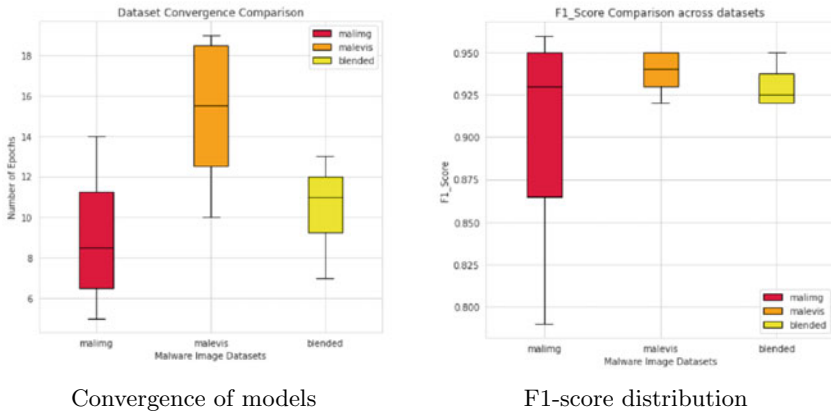 Dataset Convergence Comparison
malimg
malevis
blended
Number of Epochs
18
16
14
12
10
8
6
malimg malevis blended
Malware Image Datasets
Convergence of models
F1_Score Comparison across datasets
F1_Score
0.950
0.925
0.900
0.875
0.850
0.825
0.800
malimg
malevis
blended
malimg malevis blended
Malware Image Datasets
F1-score distribution